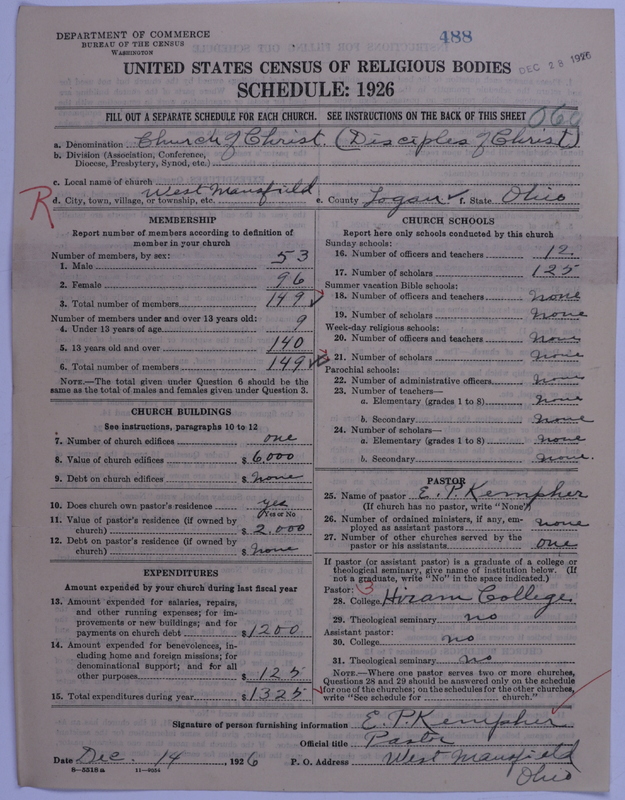 DEPARTMENT OF COMMERCE
BUREAU OF THE CENSUS
WASHINGTON
488
DEC 28 1926
UNITED STATES CENSUS OF RELIGIOUS BODIES
SCHEDULE: 1926
FILL OUT A SEPARATE SCHEDULE FOR EACH CHURCH. SEE INSTRUCTIONS ON THE BACK OF THIS SHEET
a. Denomination Church of Christ (Disciples of Christ)
b. Division (Association, Conference,
Diocese, Presbytery, Synod, etc.)
c. Local name of church
R
d. City, town, village, or township, etc. West Mansfield e. County Logan f. State Ohio
MEMBERSHIP
Report number of members according to definition of
member in your church
Number of members, by sex:
1. Male 53
2. Female 96
3. Total number of members 149
Number of members under and over 13 years old:
4. Under 13 years of age 9
5. 13 years old and over 140
6. Total number of members 149
NOTE.—The total given under Question 6 should be the
same as the total of males and females given under Question 3.
CHURCH BUILDINGS
See instructions, paragraphs 10 to 12
7. Number of church edifices one
8. Value of church edifices $ 6,000
9. Debt on church edifices $ none
10. Does church own pastor's residence? yes
Yes or No
11. Value of pastor's residence (if owned by
church) $ 2,000
12. Debt on pastor's residence (if owned by
church) $ none
EXPENDITURES
Amount expended by your church during last fiscal year
13. Amount expended for salaries, repairs,
and other running expenses; for im-
provements or new buildings; and for
payments on church debt $ 1200
14. Amount expended for benevolences, in-
cluding home and foreign missions; for
denominational support; and for all
other purposes $ 125
15. Total expenditures during year $ 1325
CHURCH SCHOOLS
Report here only schools conducted by this church
Sunday schools:
16. Number of officers and teachers 12
17. Number of scholars 125
Summer vacation Bible schools:
18. Number of officers and teachers none
19. Number of scholars none
Week-day religious schools:
20. Number of officers and teachers none
21. Number of scholars none
Parochial schools:
22. Number of administrative officers none
23. Number of teachers—
a. Elementary (grades 1 to 8) none
b. Secondary none
24. Number of scholars—
a. Elementary (grades 1 to 8) none
b. Secondary none.
PASTOR
25. Name of pastor E. P. Kempher
(If church has no pastor, write "None")
26. Number of ordained ministers, if any, em-
ployed as assistant pastors none
27. Number of other churches served by the
pastor or his assistants one
If pastor (or assistant pastor) is a graduate of a college or
theological seminary, give name of institution below. (If
not a graduate, write "No" in the space indicated.)
Pastor: 3
28. College Hiram College
29. Theological seminary no
Assistant pastor:
30. College no
31. Theological seminary no
NOTE.—Where one pastor serves two or more churches,
Questions 28 and 29 should be answered only on the schedule
for one of the churches; on the schedules for the other churches,
write "See schedule for church."
Signature of person furnishing information E. P. Kempher
Official title Pastor
Date Dec. 14, 1926 P. O. Address West Mansfield
Ohio
8-5518a 11-9054